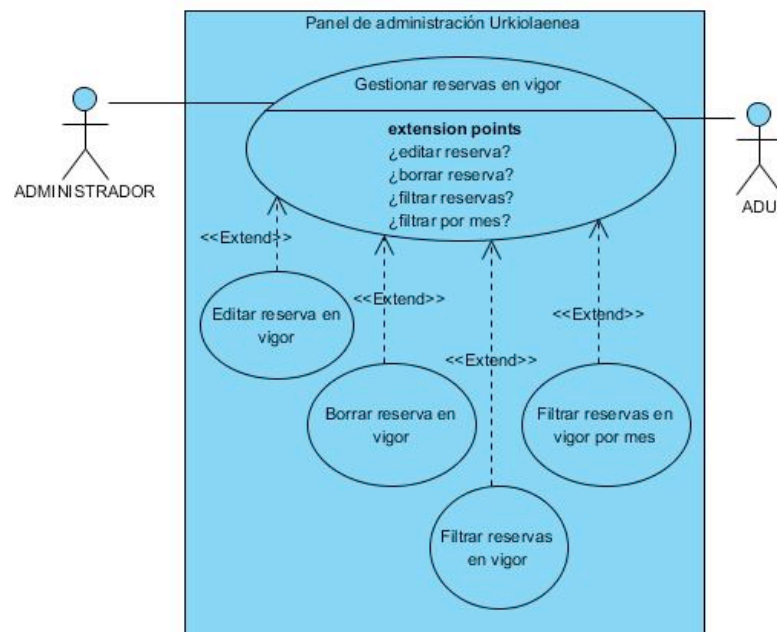 Panel de administración Urkiolaenea
Gestionar reservas en vigor
extension points
¿editar reserva?
¿borrar reserva?
¿filtrar reservas?
¿filtrar por mes?
ADMINISTRADOR
ADU
<<Extend>>
<<Extend>>
<<Extend>>
<<Extend>>
Editar reserva en
vigor
Borrar reserva en
vigor
Filtrar reservas en
vigor por mes
Filtrar reservas
en vigor